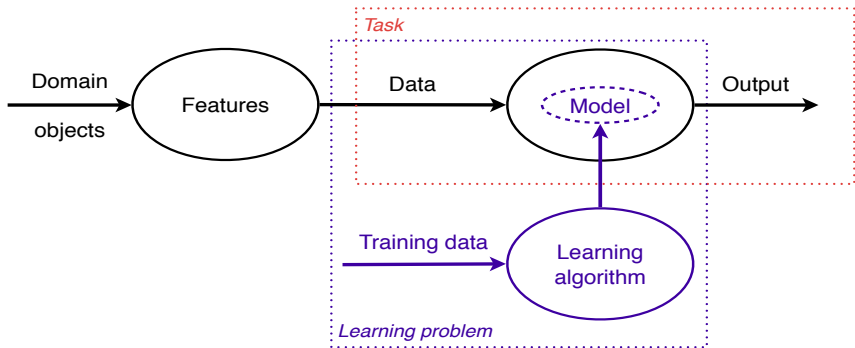 Task
Domain
objects
Features
Data
Model
Output
Training data
Learning
algorithm
Learning problem